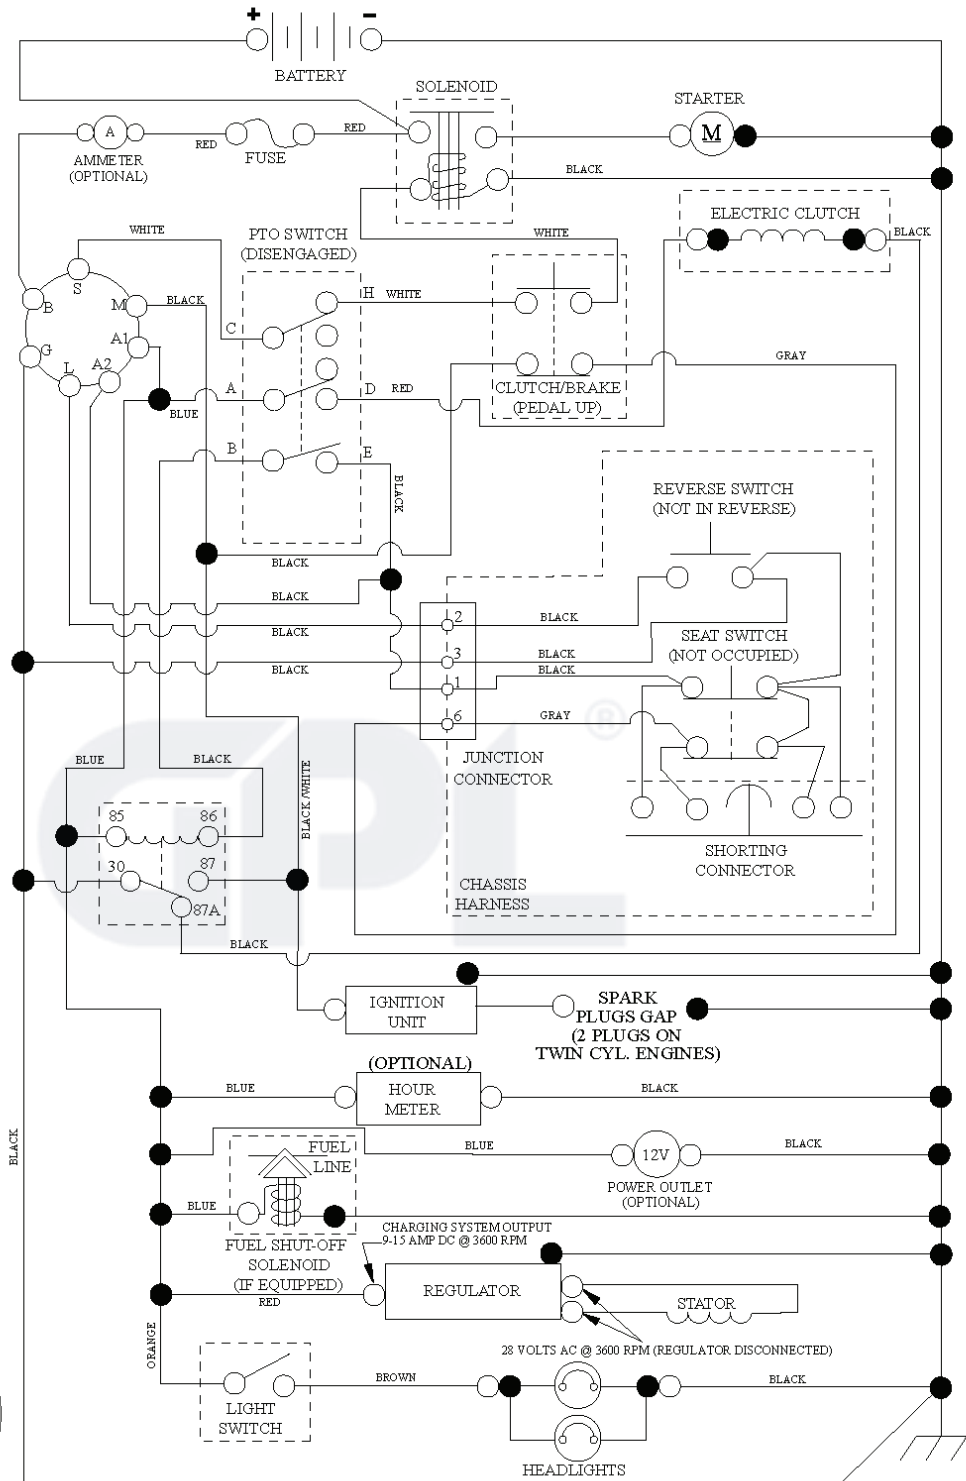 + -
BATTERY
SOLENOID
STARTER
A
AMMETER
(OPTIONAL)
RED
FUSE
RED
M
BLACK
ELECTRIC CLUTCH
BLACK
WHITE
PTO SWITCH
(DISENGAGED)
WHITE
S
B
M
BLACK
G
A1
L
A2
C
H WHITE
A
BLUE
D RED
B
E
BLACK
CLUTCH/BRAKE
(PEDAL UP)
GRAY
REVERSE SWITCH
(NOT IN REVERSE)
BLACK
BLACK
BLACK
BLACK
2
BLACK
SEAT SWITCH
(NOT OCCUPIED)
3
BLACK
1
BLACK
6
GRAY
GPL®
JUNCTION
CONNECTOR
BLUE
BLACK
BLACK/WHITE
85
86
30
87
87A
BLACK
SHORTING
CONNECTOR
CHASSIS
HARNESS
IGNITION
UNIT
SPARK
PLUGS GAP
(2 PLUGS ON
TWIN CYL. ENGINES)
(OPTIONAL)
BLUE
HOUR
METER
BLACK
BLACK
FUEL
LINE
BLUE
12V
BLACK
POWER OUTLET
(OPTIONAL)
BLUE
FUEL SHUT-OFF
SOLENOID
(IF EQUIPPED)
CHARGING SYSTEM OUTPUT
9-15 AMP DC @ 3600 RPM
RED
REGULATOR
STATOR
28 VOLTS AC @ 3600 RPM (REGULATOR DISCONNECTED)
ORANGE
LIGHT
SWITCH
BROWN
BLACK
HEADLIGHTS